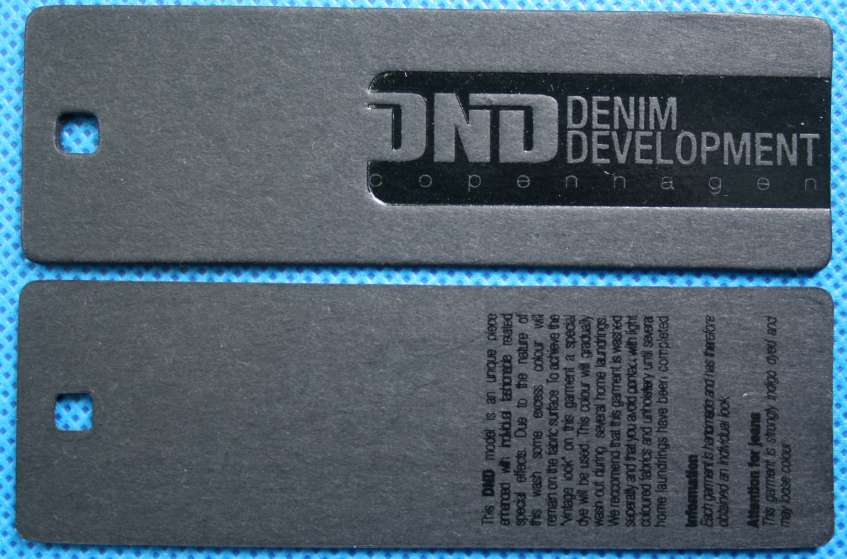 DND DENIM
DEVELOPMENT
copenhagen
This DND model is an unique piece
enhanced with individual fashionable related
special effects. Due to the nature of
this wash some excess colour will
remain on the fabric surface. To achieve the
"vintage look" on this garment a special
dye will be used. This colour will gradually
wash out during several home laundrings.
We reccomend that this garment is washed
superatly and that you avoid contact with light
coloured fabrics and unholstery until several
home laundrings have been completed
Information
Each garment is handmade and has therefore
obtained an individual look
Attention for jeans
This garment is strongly indigo dyed and
may loose colour